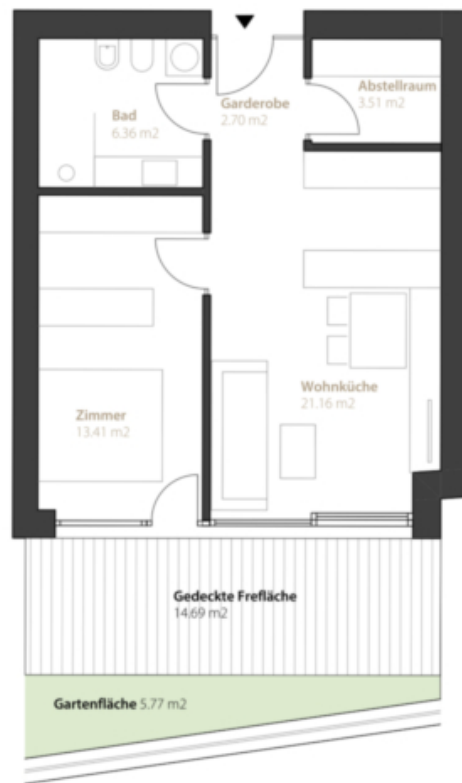 Abstellraum
3.51 m2
Garderobe
2.70 m2
Bad
6.36 m2
Wohnküche
21.16 m2
Zimmer
13.41 m2
Gedeckte Frefläche
14.69 m2
Gartenfläche 5.77 m2